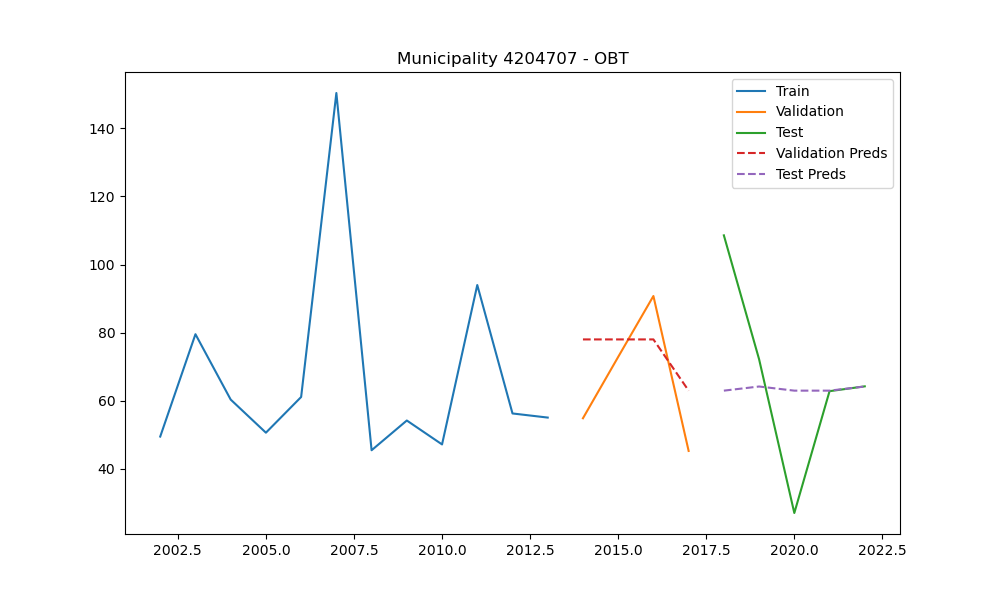 Municipality 4204707 - OBT
Train
Validation
Test
Validation Preds
Test Preds
140
120
100
80
60
40
2002.5 2005.0 2007.5 2010.0 2012.5 2015.0 2017.5 2020.0 2022.5